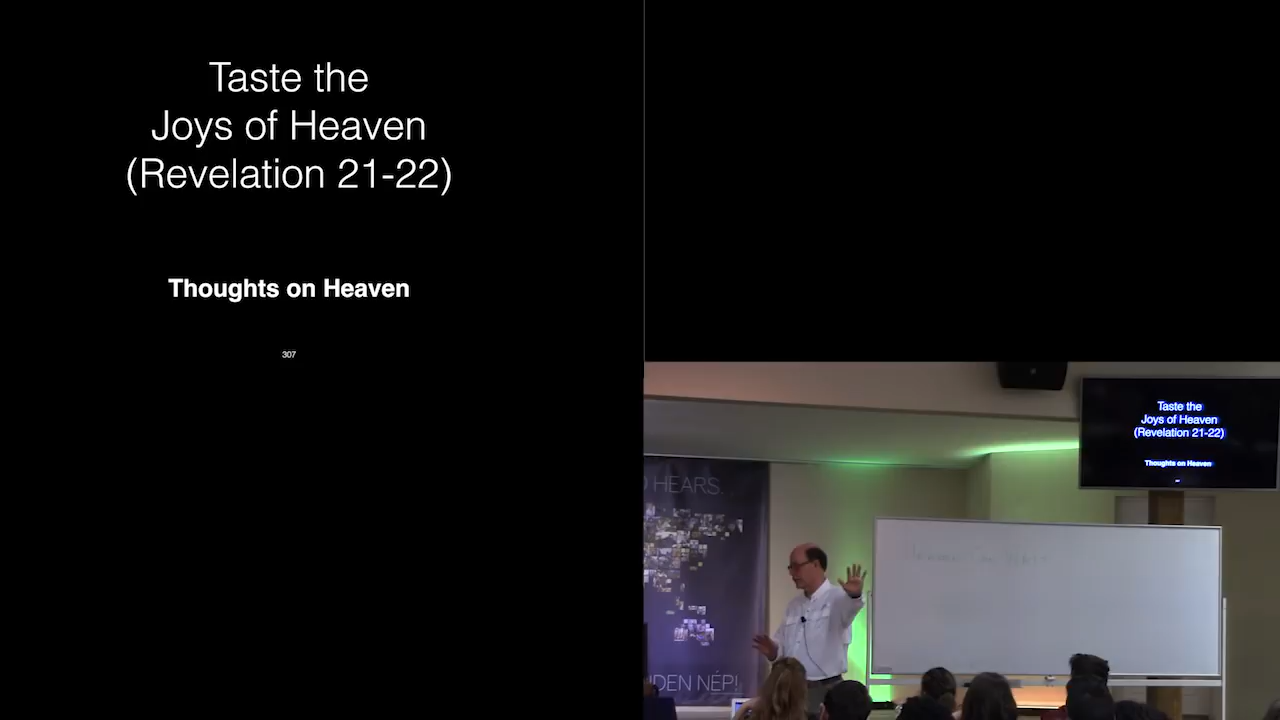 Taste the
Joys of Heaven
(Revelation 21-22)
Thoughts on Heaven
307
Taste the
Joys of Heaven
(Revelation 21-22)
Thoughts on Heaven
HEARS.
NÉP!